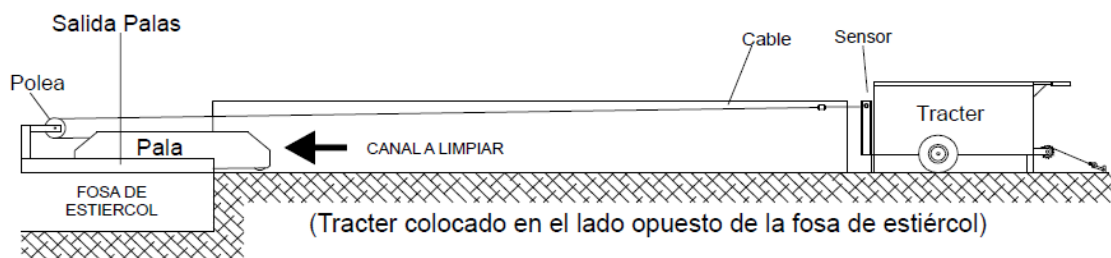 Salida Palas
Polea
Pala
FOSA DE
ESTIERCOL
CANAL A LIMPIAR
Cable
Sensor
Tracter
(Tracter colocado en el lado opuesto de la fosa de estiércol)